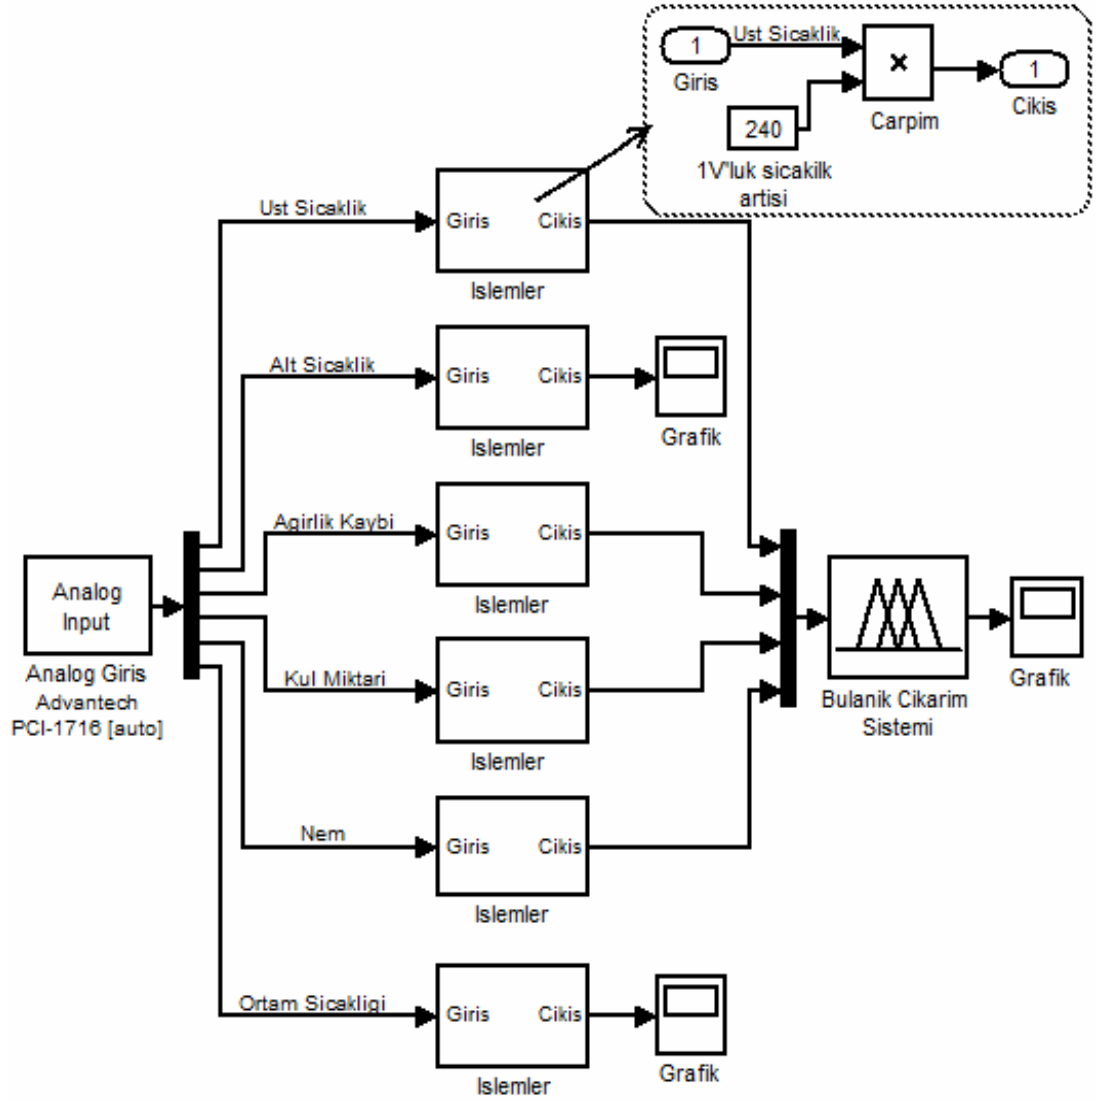 Ust Sicaklik
1
Giris
×
Carpim
1
Cikis
240
1V'luk sicakilk
artisi
Ust Sicaklik
Giris
Cikis
Islemler
Alt Sicaklik
Giris
Cikis
Islemler
Grafik
Agirlik Kaybi
Giris
Cikis
Islemler
Analog
Input
Analog Giris
Advantech
PCI-1716 [auto]
Kul Miktari
Giris
Cikis
Islemler
Bulanik Cikarim
Sistemi
Grafik
Nem
Giris
Cikis
Islemler
Ortam Sicakligi
Giris
Cikis
Islemler
Grafik